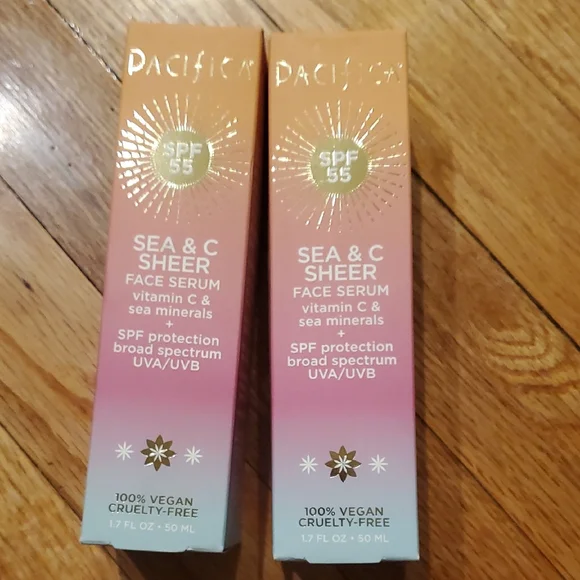 PACIFICA
SPF
55
SEA & C
SHEER
FACE SERUM
vitamin C &
sea minerals
+
SPF protection
broad spectrum
UVA/UVB
100% VEGAN
CRUELTY-FREE
1.7 FL OZ • 50 ML
PACIFICA
SPF
55
SEA & C
SHEER
FACE SERUM
vitamin C &
sea minerals
+
SPF protection
broad spectrum
UVA/UVB
100% VEGAN
CRUELTY-FREE
1.7 FL OZ • 50 ML